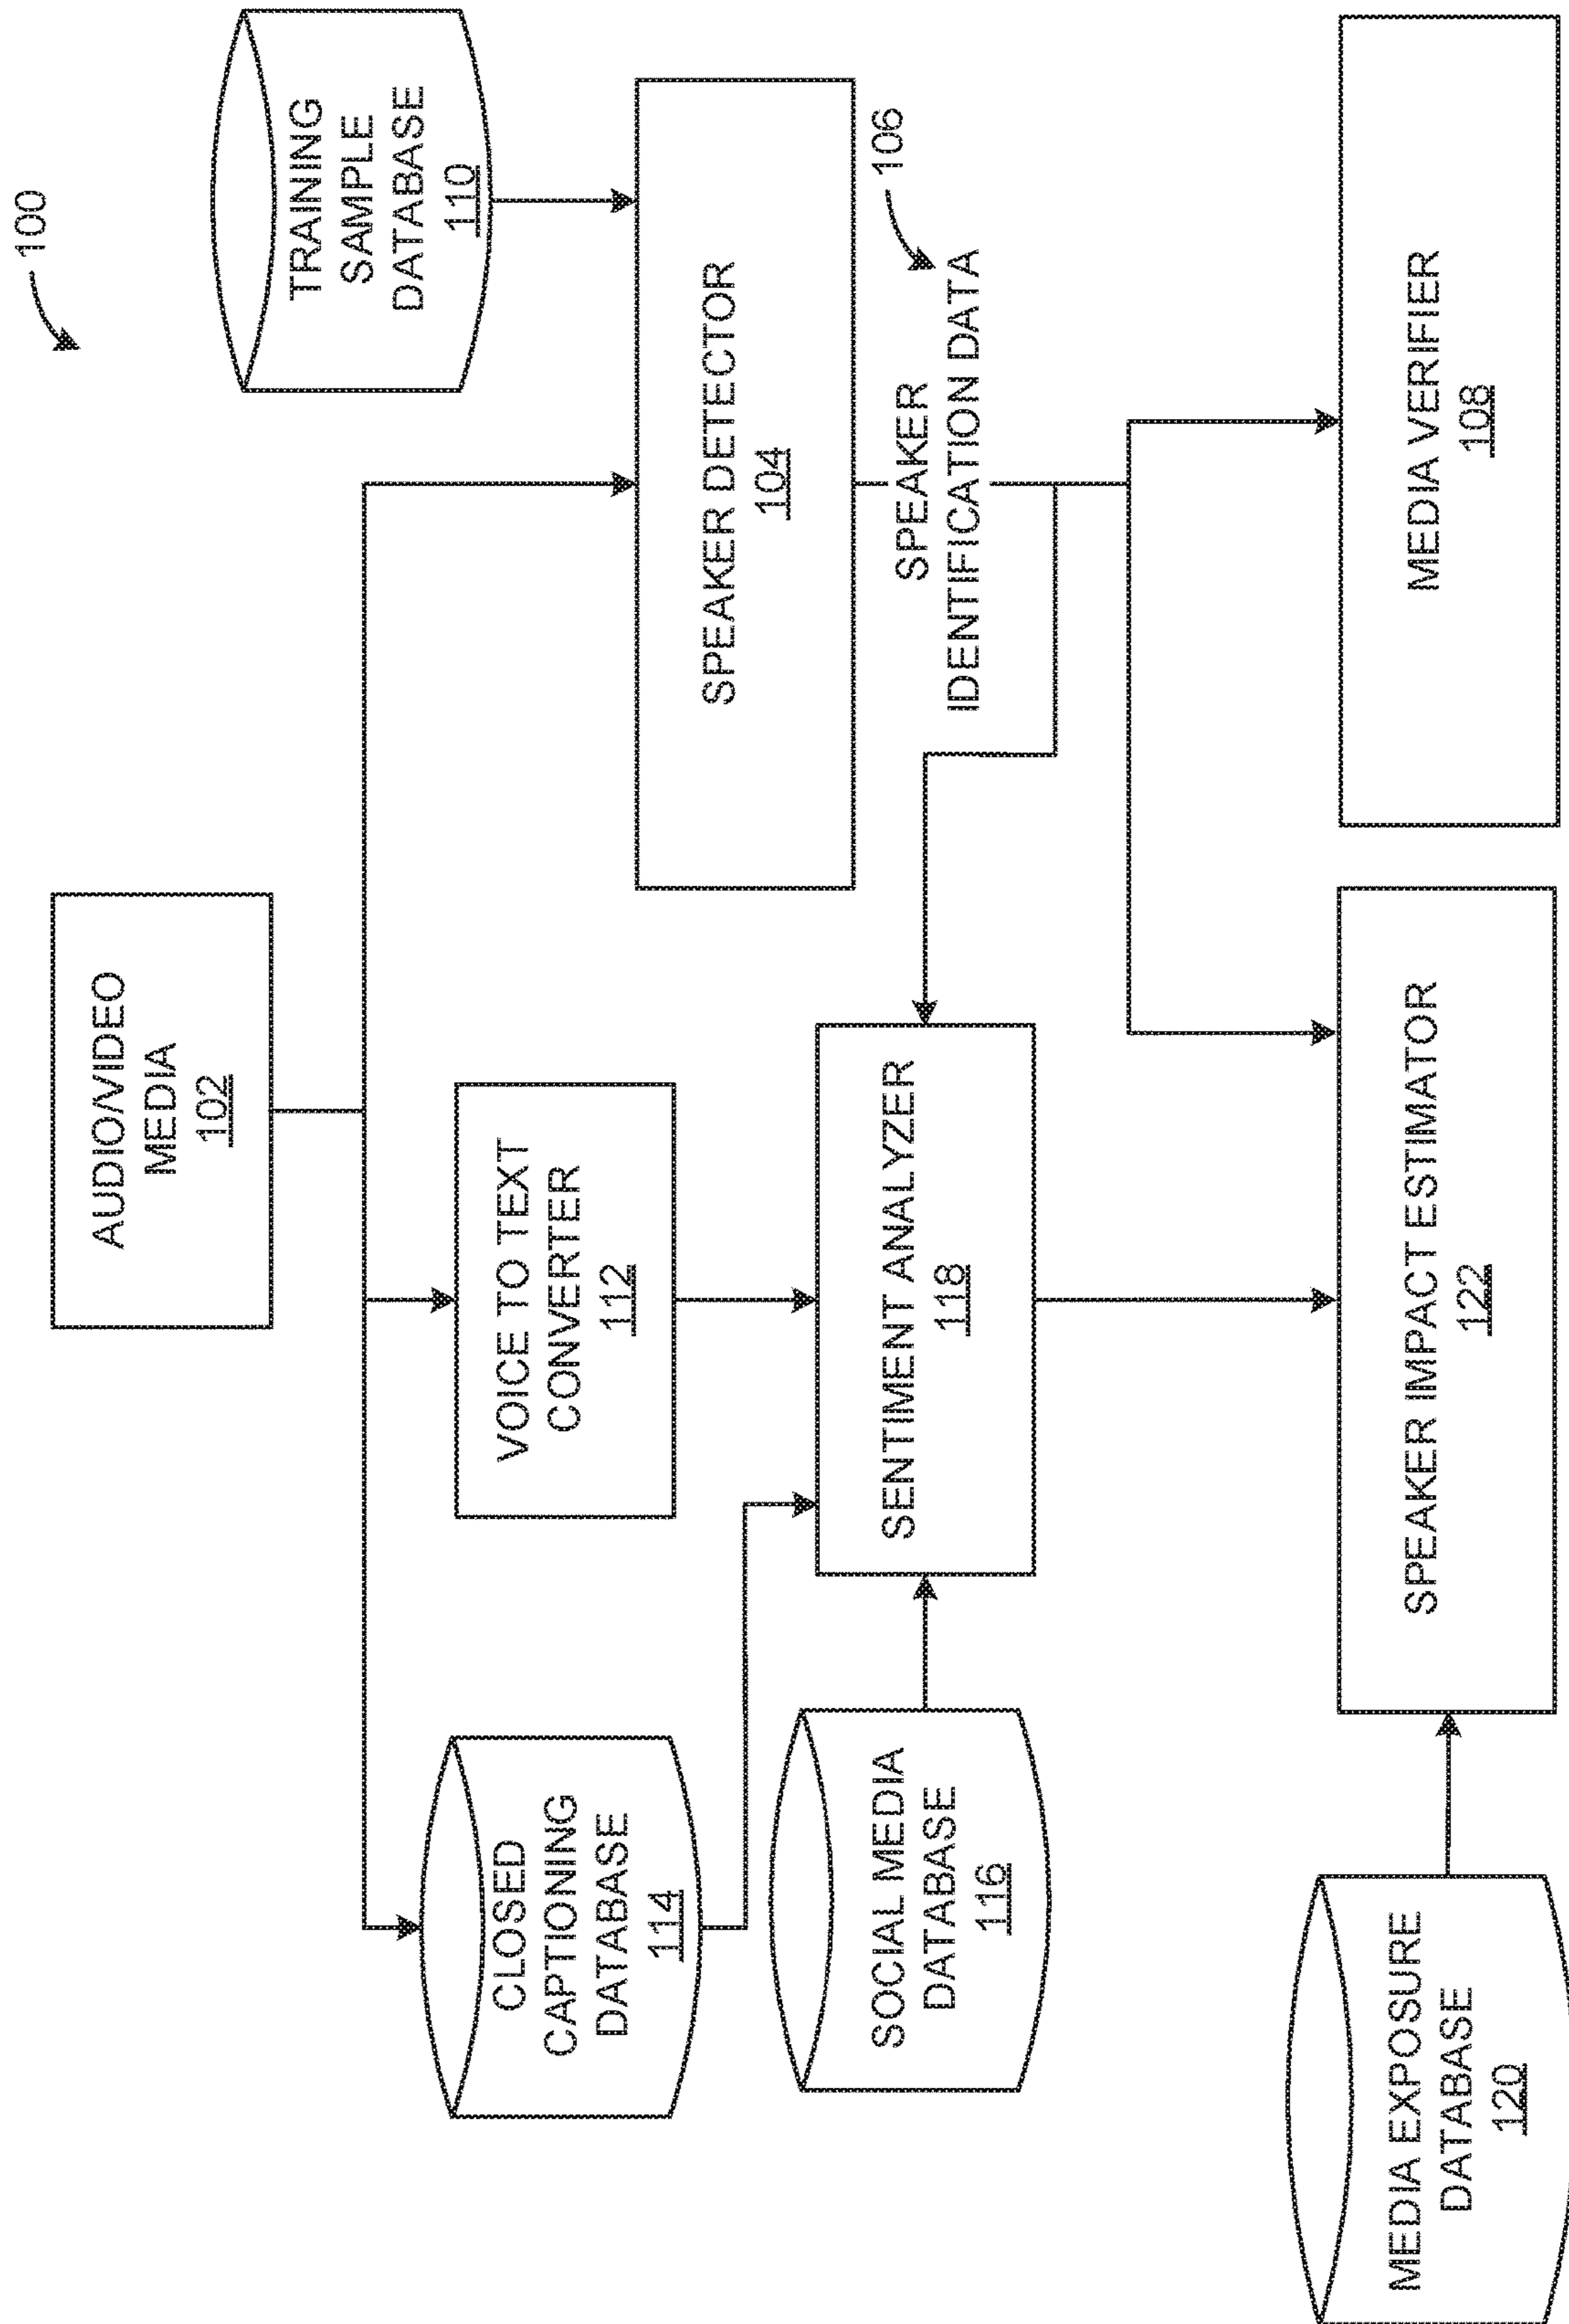 100
AUDIO/VIDEO
MEDIA
102
TRAINING
SAMPLE
DATABASE
110
CLOSED
CAPTIONING
DATABASE
114
VOICE TO TEXT
CONVERTER
112
SPEAKER DETECTOR
104
SPEAKER
IDENTIFICATION DATA
106
SOCIAL MEDIA
DATABASE
116
SENTIMENT ANALYZER
118
MEDIA EXPOSURE
DATABASE
120
SPEAKER IMPACT ESTIMATOR
122
MEDIA VERIFIER
108